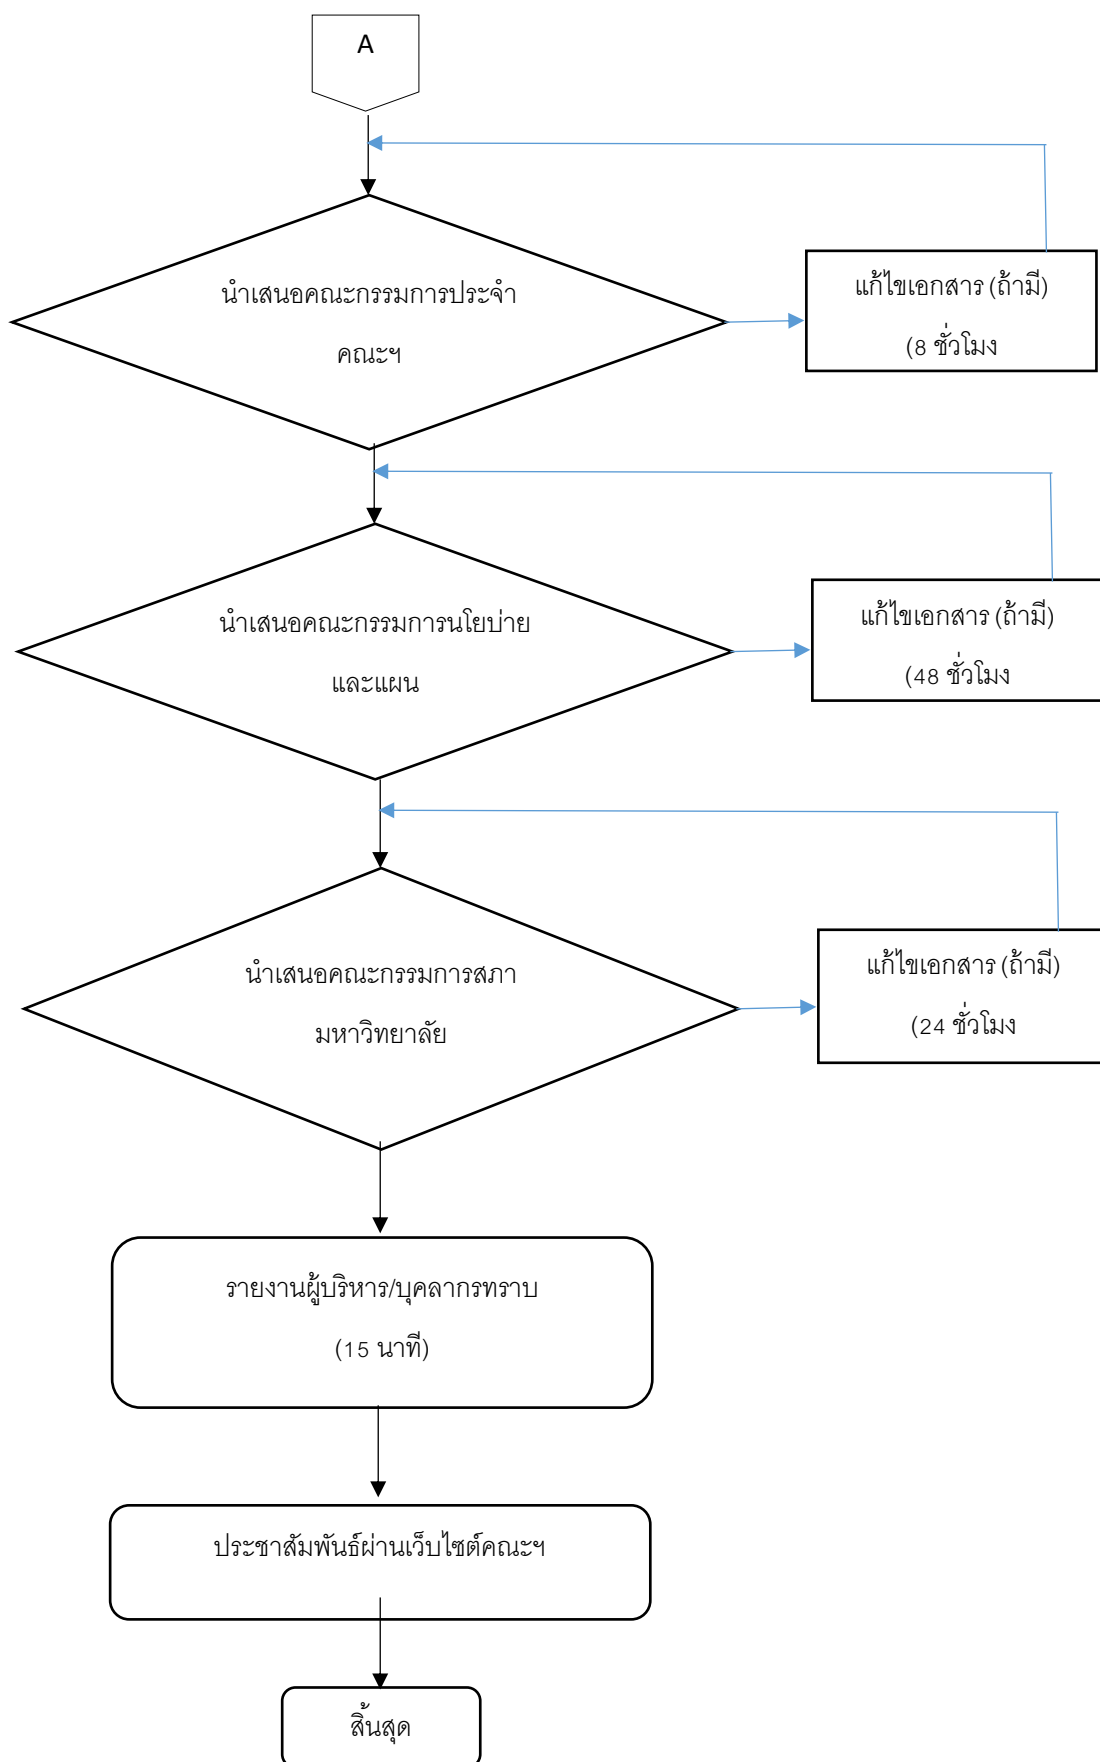 A
นำเสนอคณะกรรมการประจำ
คณะฯ
แก้ไขเอกสาร (ถ้ามี)
(8 ชั่วโมง
นำเสนอคณะกรรมการนโยบ่าย
และแผน
แก้ไขเอกสาร (ถ้ามี)
(48 ชั่วโมง
นำเสนอคณะกรรมการสภา
มหาวิทยาลัย
แก้ไขเอกสาร (ถ้ามี)
(24 ชั่วโมง
รายงานผู้บริหาร/บุคลากรทราบ
(15 นาที)
ประชาสัมพันธ์ผ่านเว็บไซต์คณะฯ
สิ้นสุด